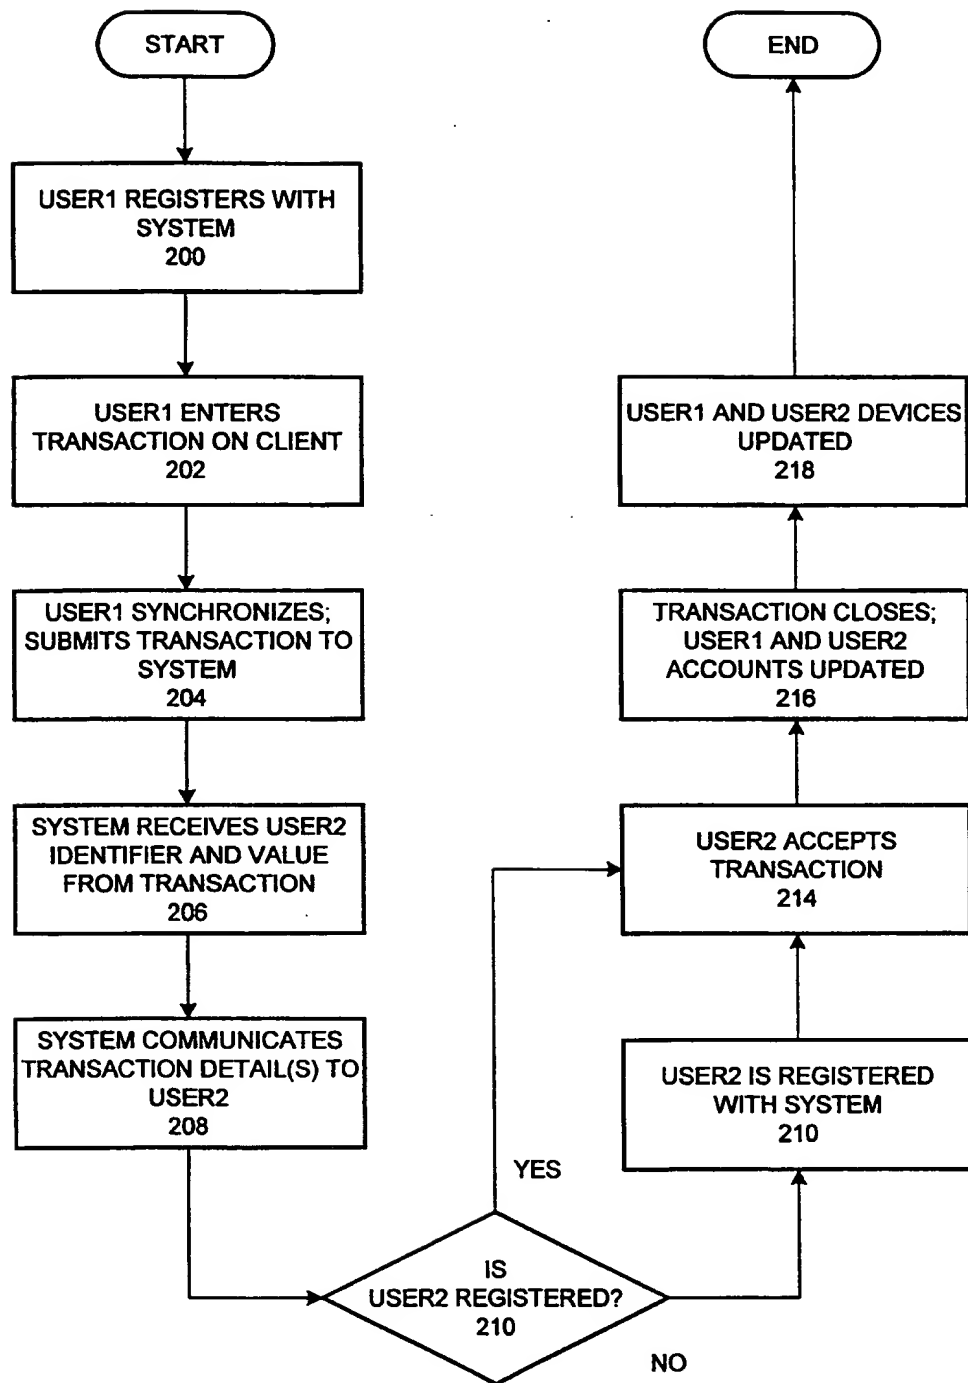 START
USER1 REGISTERS WITH
SYSTEM
200
USER1 ENTERS
TRANSACTION ON CLIENT
202
USER1 SYNCHRONIZES;
SUBMITS TRANSACTION TO
SYSTEM
204
SYSTEM RECEIVES USER2
IDENTIFIER AND VALUE
FROM TRANSACTION
206
SYSTEM COMMUNICATES
TRANSACTION DETAIL(S) TO
USER2
208
IS
USER2 REGISTERED?
210
YES
NO
USER2 IS REGISTERED
WITH SYSTEM
210
USER2 ACCEPTS
TRANSACTION
214
TRANSACTION CLOSES;
USER1 AND USER2
ACCOUNTS UPDATED
216
USER1 AND USER2 DEVICES
UPDATED
218
END